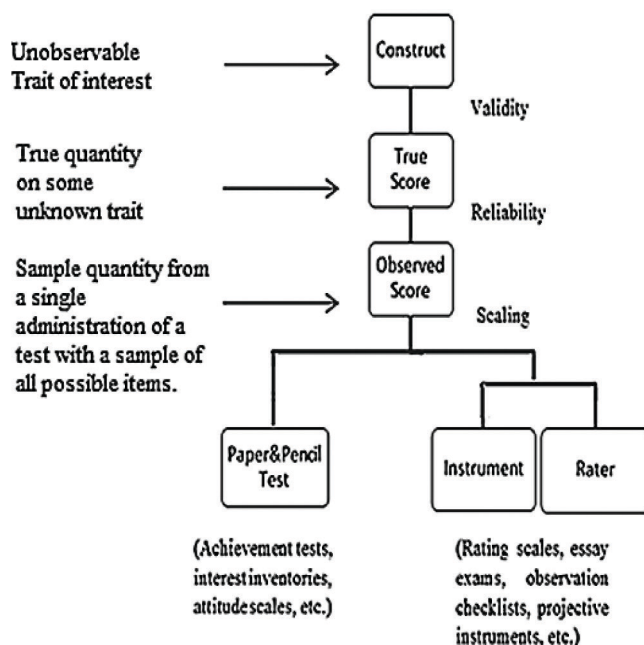 Unobservable
Trait of interest
Construct
Validity
True quantity
on some
unknown trait
True
Score
Reliability
Sample quantity from
a single
administration of a
test with a sample of
all possible items.
Observed
Score
Scaling
Paper&Pencil
Test
Instrument
Rater
(Achievement tests,
interest inventories,
attitude scales, etc.)
(Rating scales, essay
exams, observation
checklists, projective
instruments, etc.)